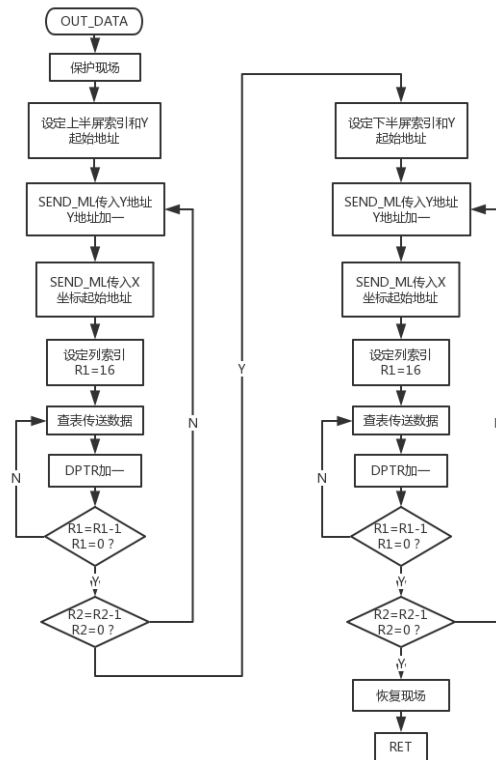 OUT_DATA
保护现场
设定上半屏索引和Y
起始地址
SEND_ML传入Y地址
Y地址加一
SEND_ML传入X
坐标起始地址
设定列索引
R1=16
查表传送数据
DPTR加一
R1=R1-1
R1=0？
N
Y
R2=R2-1
R2=0？
N
Y
设定下半屏索引和Y
起始地址
SEND_ML传入Y地址
Y地址加一
SEND_ML传入X
坐标起始地址
设定列索引
R1=16
查表传送数据
DPTR加一
R1=R1-1
R1=0？
N
Y
R2=R2-1
R2=0？
Y
恢复现场
RET